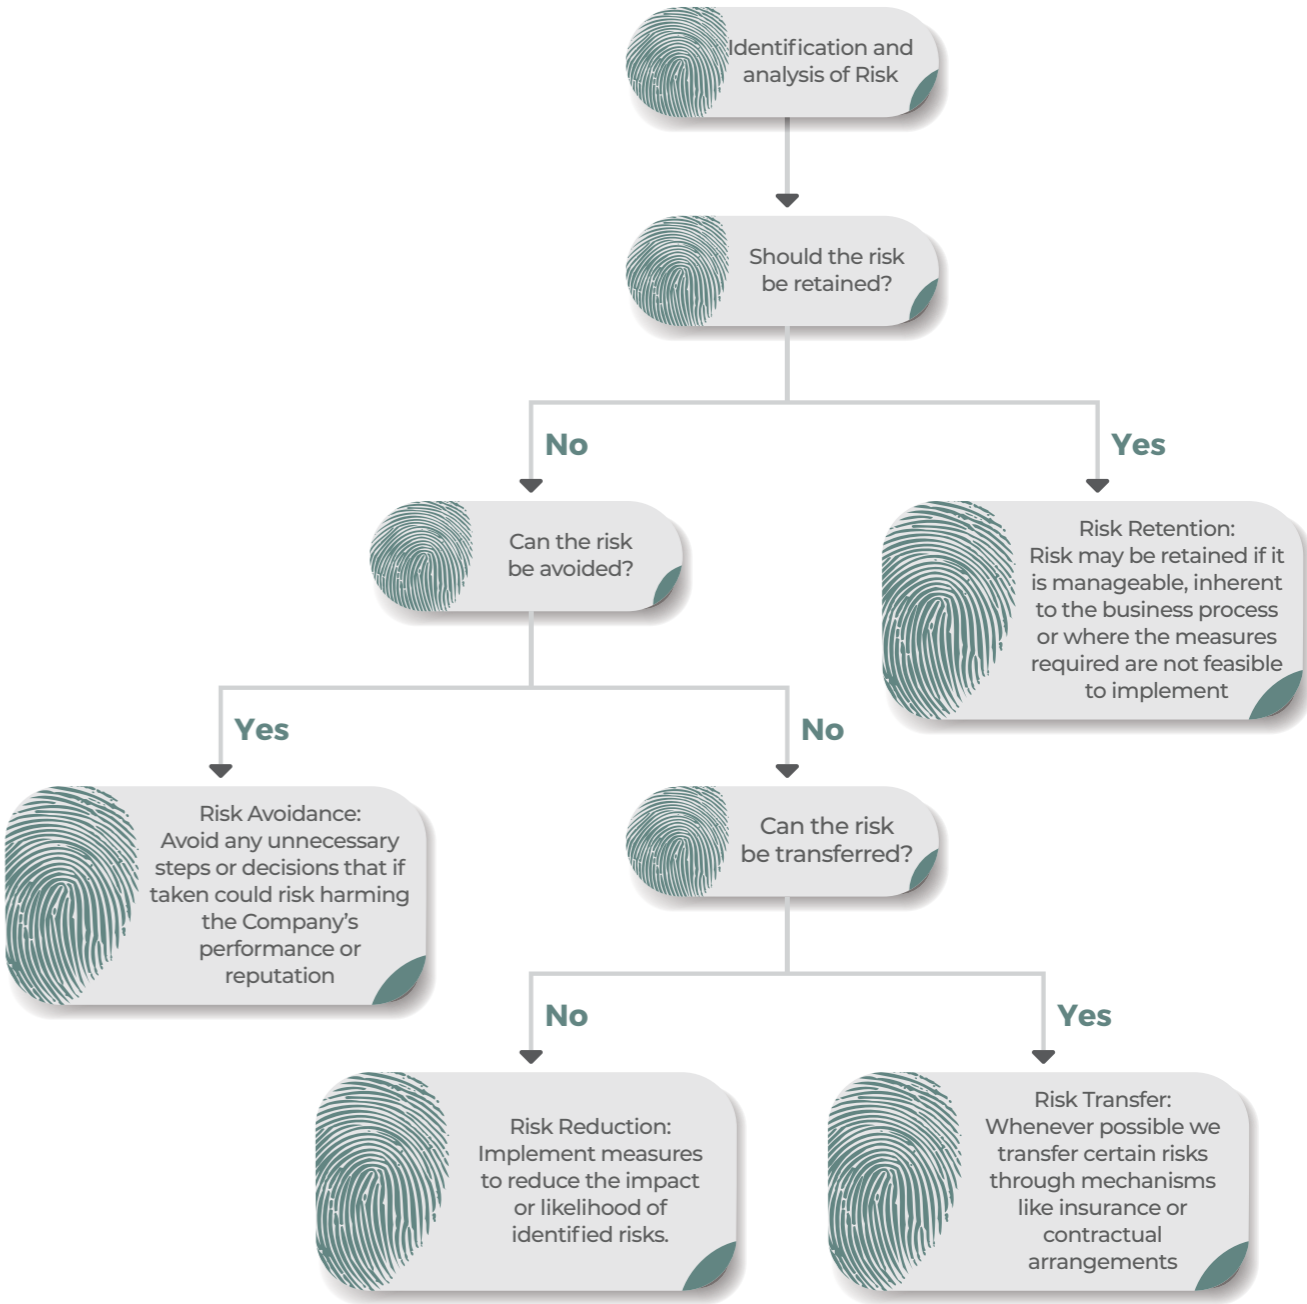 Identification and
analysis of Risk
Should the risk
be retained?
No
Yes
Can the risk
be avoided?
Risk Retention:
Risk may be retained if it
is manageable, inherent
to the business process
or where the measures
required are not feasible
to implement
Yes
No
Risk Avoidance:
Avoid any unnecessary
steps or decisions that if
taken could risk harming
the Company’s
performance or
reputation
Can the risk
be transferred?
No
Yes
Risk Reduction:
Implement measures
to reduce the impact
or likelihood of
identified risks.
Risk Transfer:
Whenever possible we
transfer certain risks
through mechanisms
like insurance or
contractual
arrangements